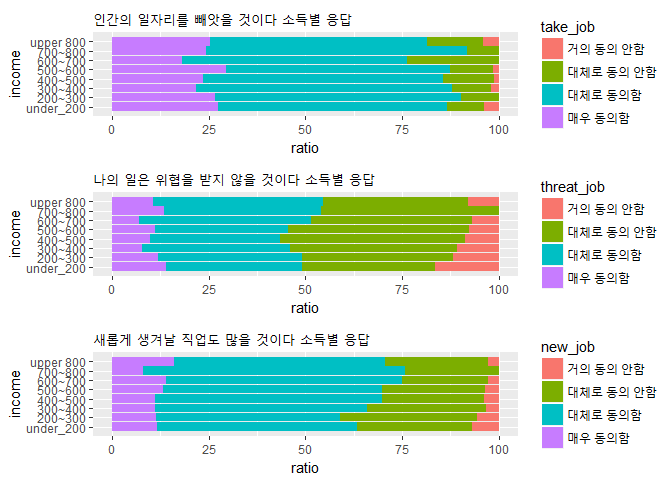 인간의 일자리를 빼앗을 것이다 소득별 응답
income
upper 800
700~800
600~700
500~600
400~500
300~400
200~300
under_200
0
25
50
75
100
ratio
take_job
거의 동의 안함
대체로 동의 안함
대체로 동의함
매우 동의함
나의 일은 위협을 받지 않을 것이다 소득별 응답
income
upper 800
700~800
600~700
500~600
400~500
300~400
200~300
under_200
0
25
50
75
100
ratio
threat_job
거의 동의 안함
대체로 동의 안함
대체로 동의함
매우 동의함
새롭게 생겨날 직업도 많을 것이다 소득별 응답
income
upper 800
700~800
600~700
500~600
400~500
300~400
200~300
under_200
0
25
50
75
100
ratio
new_job
거의 동의 안함
대체로 동의 안함
대체로 동의함
매우 동의함